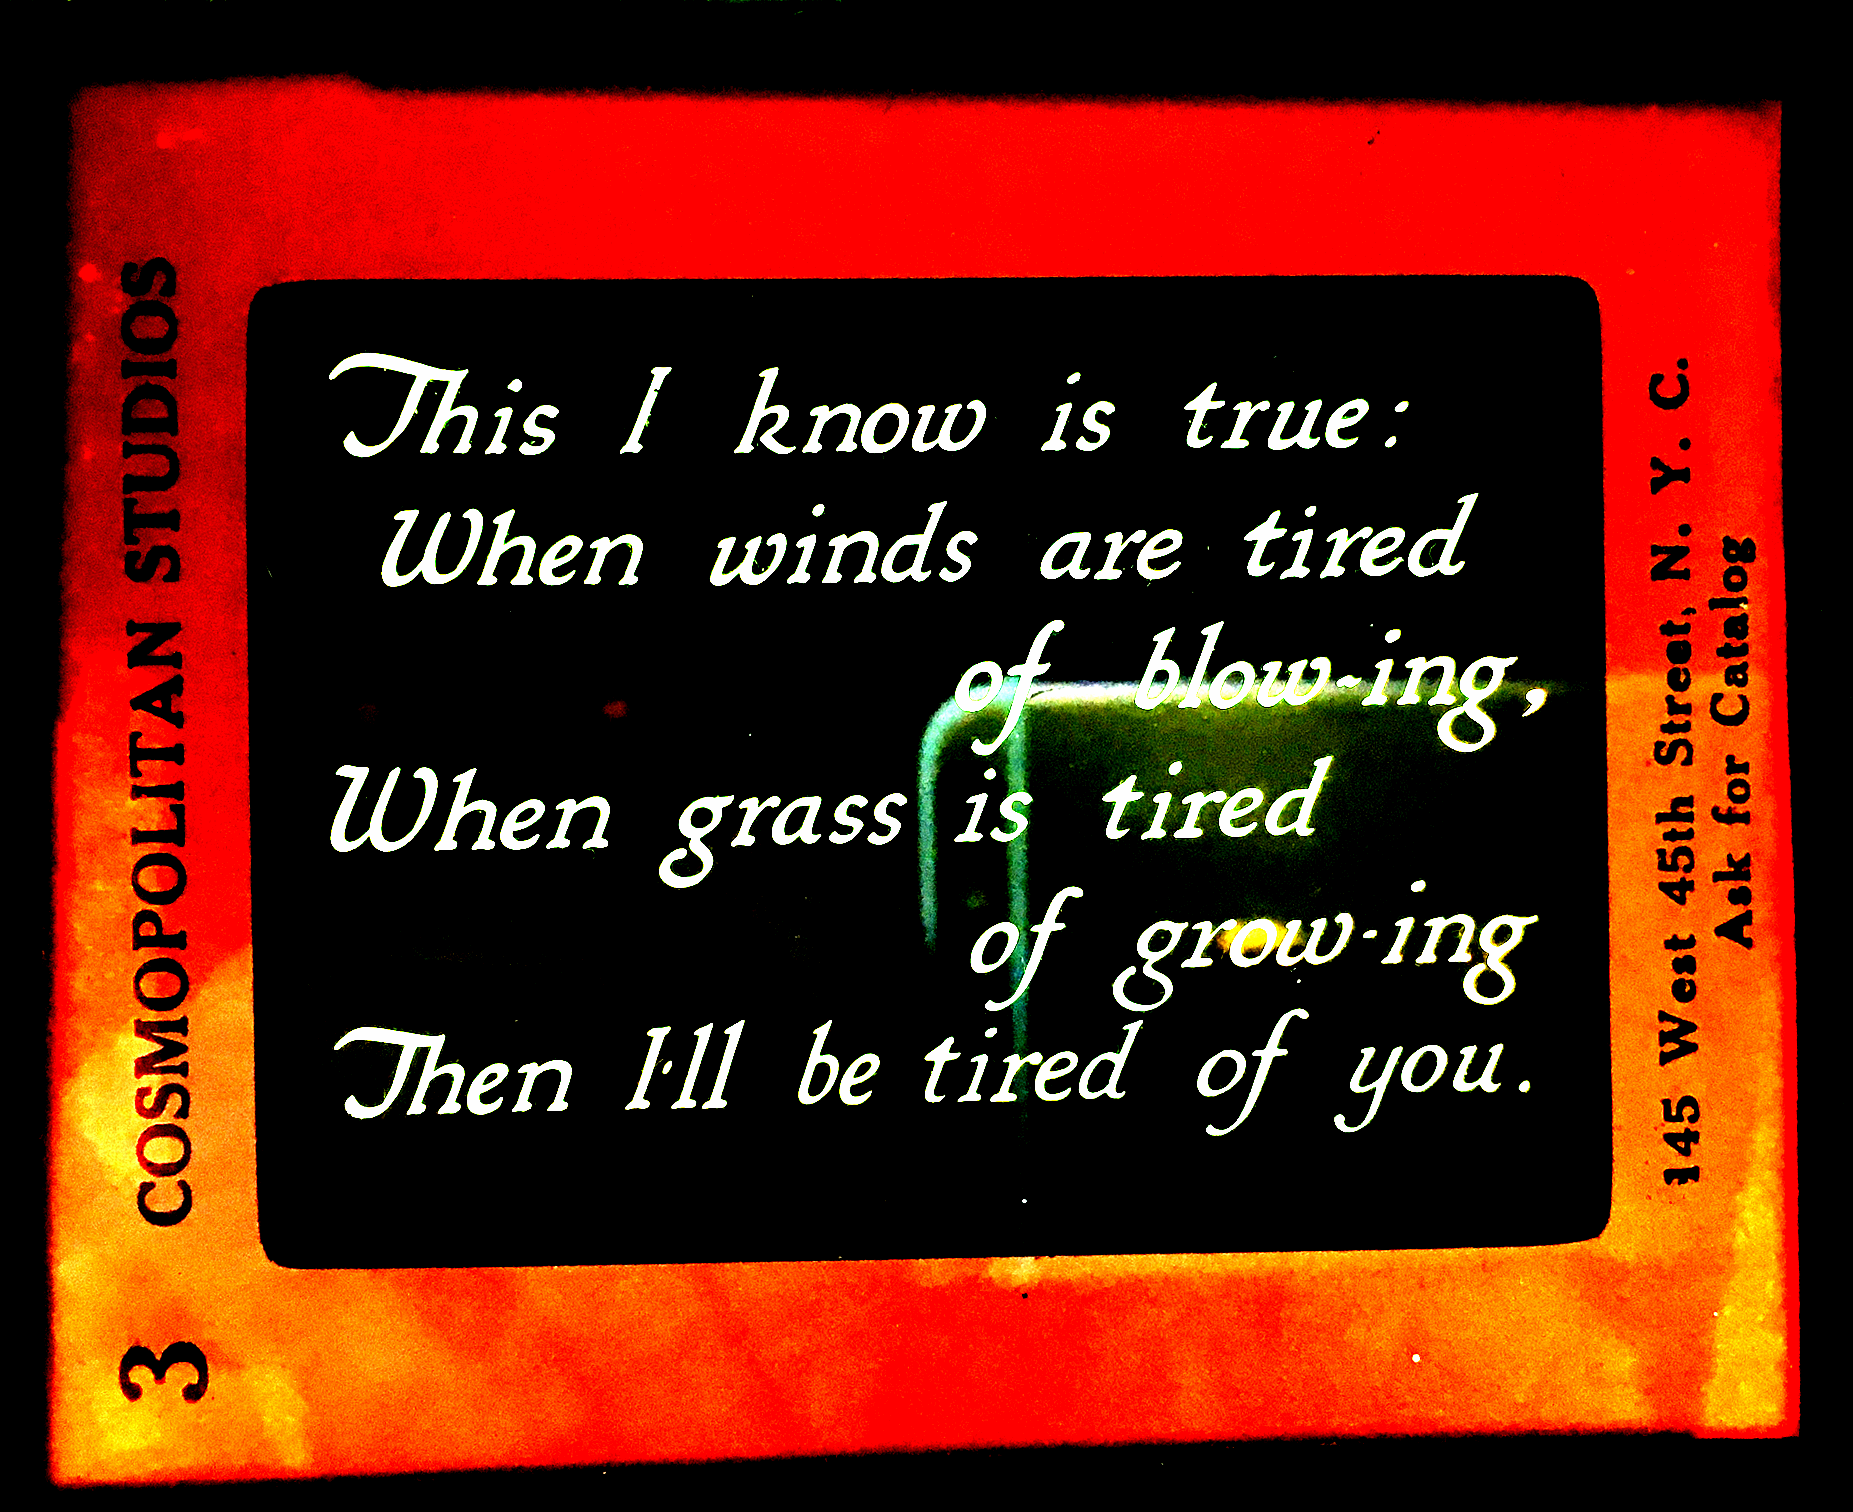 This I know is true:
When winds are tired
of blow-ing,
When grass is tired
of grow-ing
Then I'll be tired of you.
COSMOPOLITAN STUDIOS
3
145 West 45th Street, N. Y. C.
Ask for Catalog